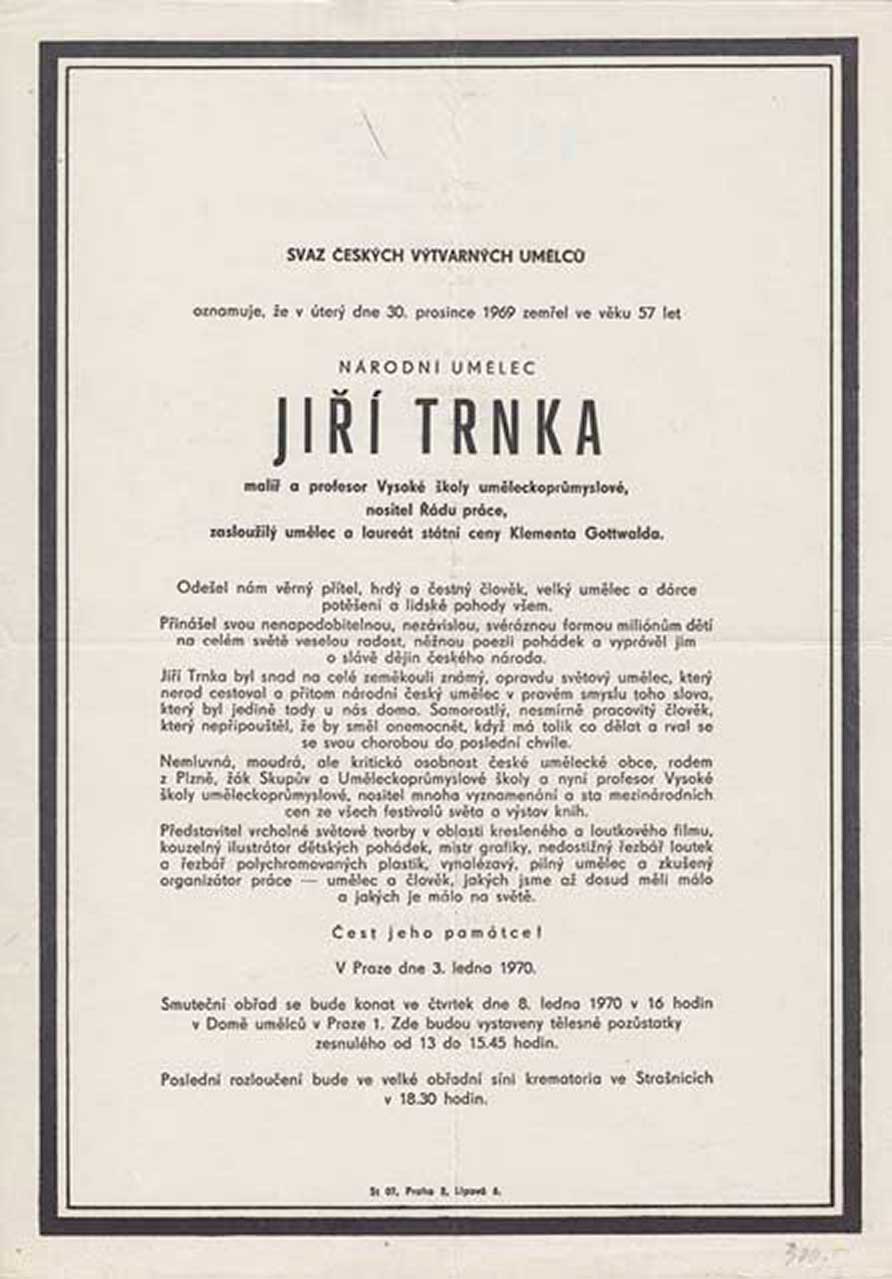 SVAZ ČESKÝCH VÝTVARNÝCH UMĚLCŮ
oznamuje, že v úterý dne 30. prosince 1969 zemřel ve věku 57 let
NÁRODNÍ UMĚLEC
JIŘÍ TRNKA
malíř a profesor Vysoké školy uměleckoprůmyslové,
nositel Řádu práce,
zasloužilý umělec a laureát státní ceny Klementa Gottwalda.
Odešel nám věrný přítel, hrdý a čestný člověk, velký umělec a dárce
potěšení a lidské pohody všem.
Přinášel svou nenapodobitelnou, nezávislou, svéráznou formou miliónům dětí
na celém světě veselou radost, něžnou poezii pohádek a vyprávěl jim
o slávě dějin českého národa.
Jiří Trnka byl snad na celé zeměkouli známý, opravdu světový umělec, který
nerad cestoval a přitom národní český umělec v pravém smyslu toho slova,
který byl jedině tady u nás doma. Samorostlý, nesmírně pracovitý člověk,
který nepřipouštěl, že by směl onemocnět, když má tolik co dělat a rval se
se svou chorobou do poslední chvíle.
Nemluvná, moudrá, ale kritická osobnost české umělecké obce, rodem
z Plzně, žák Skupův a Uměleckoprůmyslové školy a nyní profesor Vysoké
školy uměleckoprůmyslové, nositel mnoha vyznamenání a sta mezinárodních
cen ze všech festivalů světa a výstav knih.
Představitel vrcholné světové tvorby v oblasti kresleného a loutkového filmu,
kouzelný ilustrátor dětských pohádek, mistr grafiky, nedostižný řezbář loutek
a řezbář polychromovaných plastik, vynalézavý, pilný umělec a zkušený
organizátor práce — umělec a člověk, jakých jsme až dosud měli málo
a jakých je málo na světě.
Čest jeho památce!
V Praze dne 3. ledna 1970.
Smuteční obřad se bude konat ve čtvrtek dne 8. ledna 1970 v 16 hodin
v Domě umělců v Praze 1. Zde budou vystaveny tělesné pozůstatky
zesnulého od 13 do 15.45 hodin.
Poslední rozloučení bude ve velké obřadní síni krematoria ve Strašnicích
v 18.30 hodin.
St 07, Praha 2, Lípová 6.
300.-